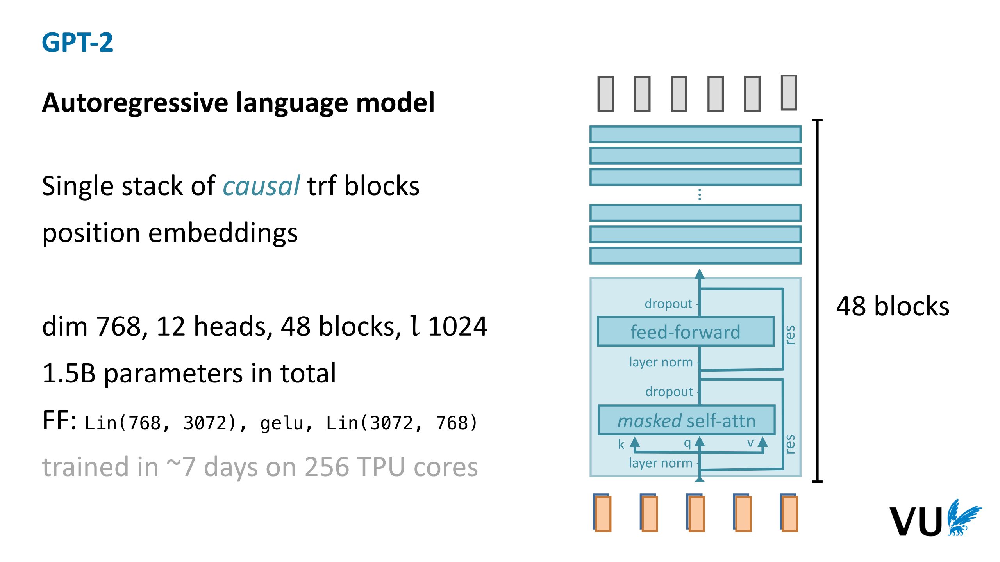 GPT-2
Autoregressive language model
Single stack of causal trf blocks
position embeddings
dim 768, 12 heads, 48 blocks, l 1024
1.5B parameters in total
FF: Lin(768, 3072), gelu, Lin(3072, 768)
trained in ~7 days on 256 TPU cores
dropout
feed-forward
res
layer norm
dropout
masked self-attn
k q v
res
layer norm
48 blocks
VU